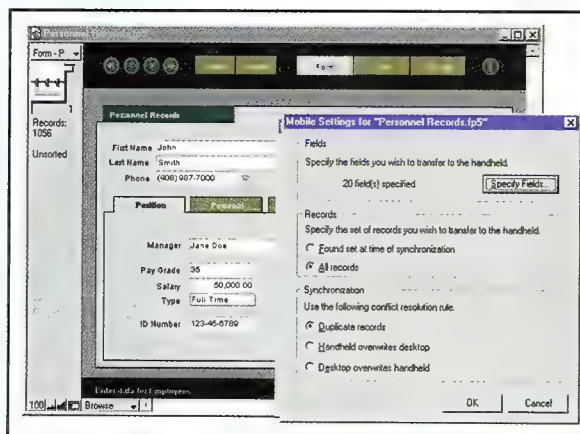 Personnel
Form - P
Form
1
Records:
1056
Unsorted
Personnel Records
First Name John
Last Name Smith
Phone (408) 987-7000
Position
Personal
Manager Jane Doe
Pay Grade 35
Salary 50,000.00
Type Full Time
ID Number 123-45-6789
Enter data for Employees
100
Browse
Mobile Settings for "Personnel Records.fp5"
Fields
Specify the fields you wish to transfer to the handheld.
20 field(s) specified
Specify Fields...
Records
Specify the set of records you wish to transfer to the handheld.
Found set at time of synchronization
All records
Synchronization
Use the following conflict resolution rule.
Duplicate records
Handheld overwrites desktop
Desktop overwrites handheld
OK
Cancel